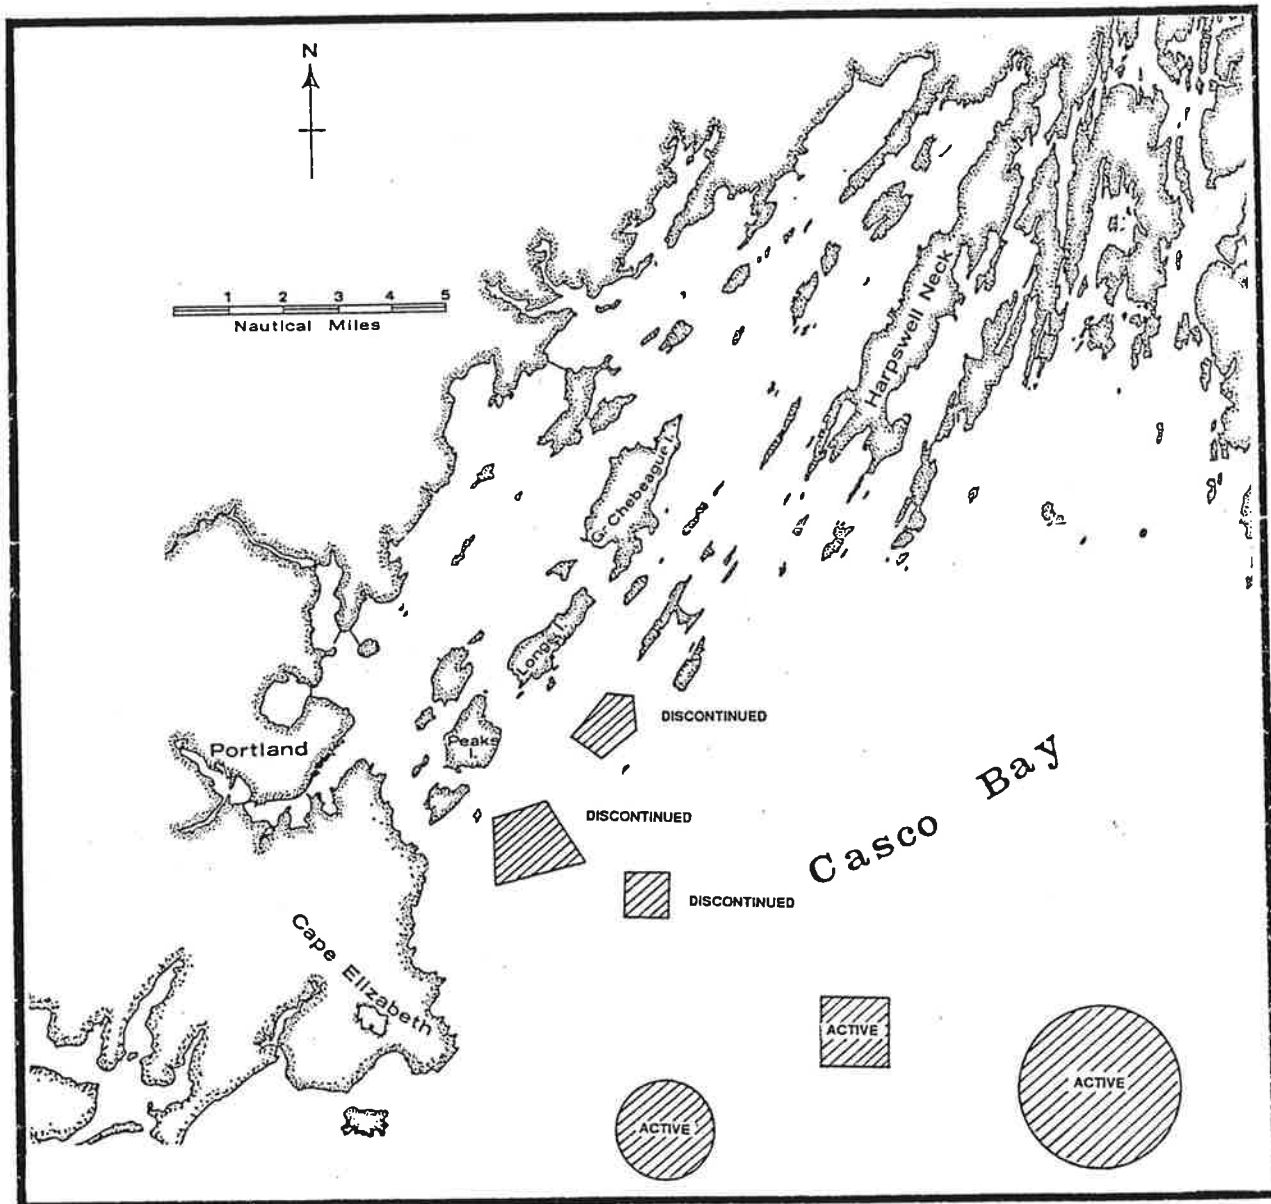 N
1 2 3 4 5
Nautical Miles
Harpswell Neck
G. Chebeague I.
Longs I.
DISCONTINUED
Peaks
I.
Portland
DISCONTINUED
Casco Bay
DISCONTINUED
Cape Elizabeth
ACTIVE
ACTIVE
ACTIVE